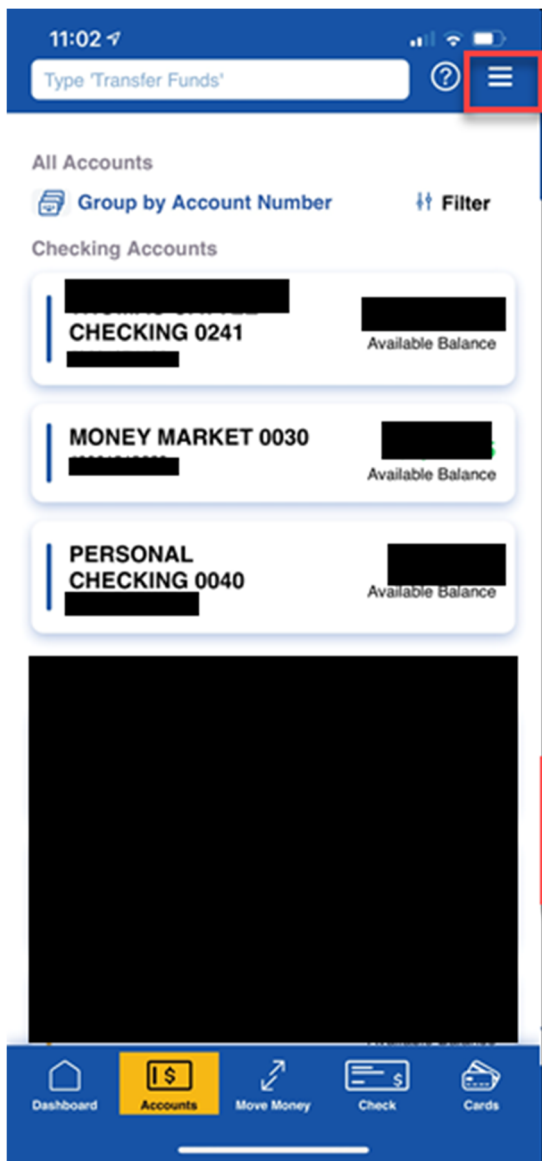 11:02
Type 'Transfer Funds'
All Accounts
Group by Account Number
Filter
Checking Accounts
CHECKING 0241
Available Balance
MONEY MARKET 0030
Available Balance
PERSONAL
CHECKING 0040
Available Balance
Dashboard
Accounts
Move Money
Check
Cards